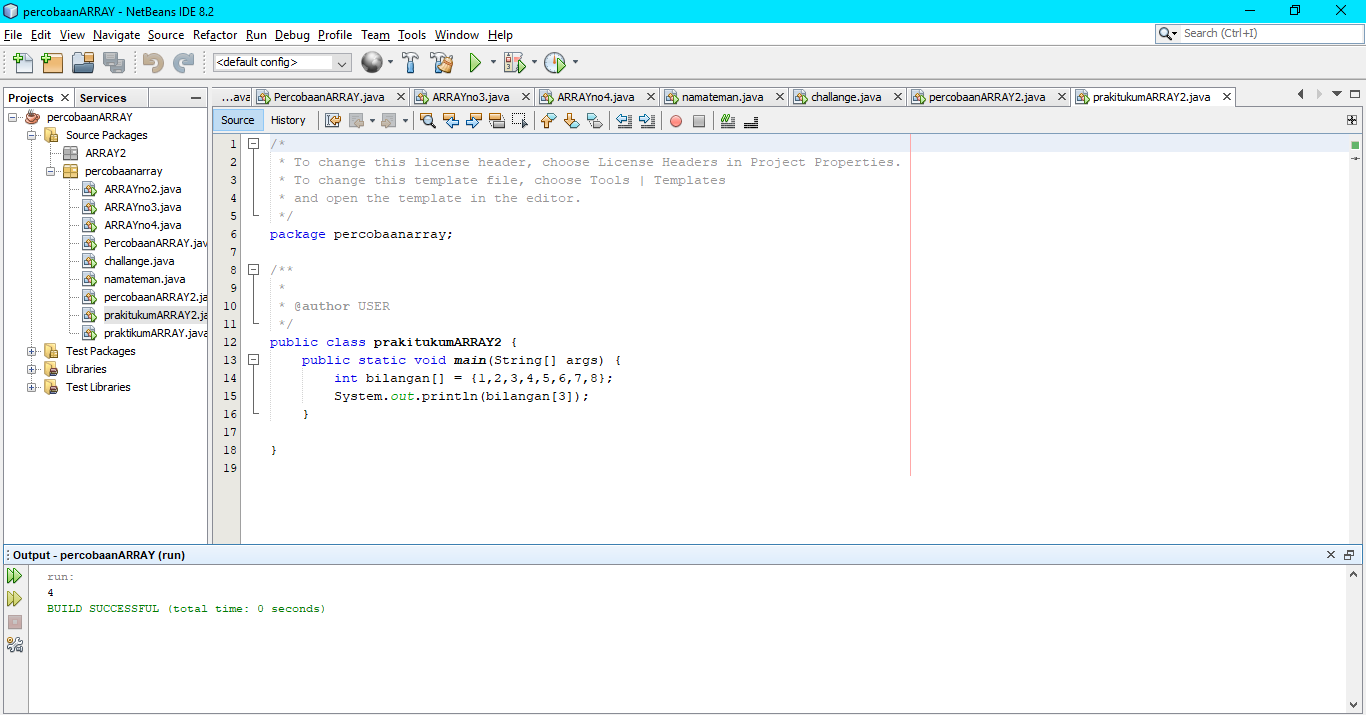 percobaanARRAY - NetBeans IDE 8.2
File Edit View Navigate Source Refactor Run Debug Profile Team Tools Window Help
Search (Ctrl+I)
<default config>
Projects Services
percobaanARRAY
Source Packages
ARRAY2
percobaanarray
ARRAYno2.java
ARRAYno3.java
ARRAYno4.java
PercobaanARRAY.jav
challange.java
namateman.java
percobaanARRAY2.ja
prakitukumARRAY2.ja
praktikumARRAY.java
Test Packages
Libraries
Test Libraries
...ava PercobaanARRAY.java ARRAYno3.java ARRAYno4.java namateman.java challange.java percobaanARRAY2.java prakitukumARRAY2.java
Source History
1 /*
2 * To change this license header, choose License Headers in Project Properties.
3 * To change this template file, choose Tools | Templates
4 * and open the template in the editor.
5 */
6 package percobaanarray;
7
8 /**
9 *
10 * @author USER
11 */
12 public class prakitukumARRAY2 {
13 public static void main(String[] args) {
14 int bilangan[] = {1,2,3,4,5,6,7,8};
15 System.out.println(bilangan[3]);
16 }
17
18 }
19
Output - percobaanARRAY (run)
run:
4
BUILD SUCCESSFUL (total time: 0 seconds)